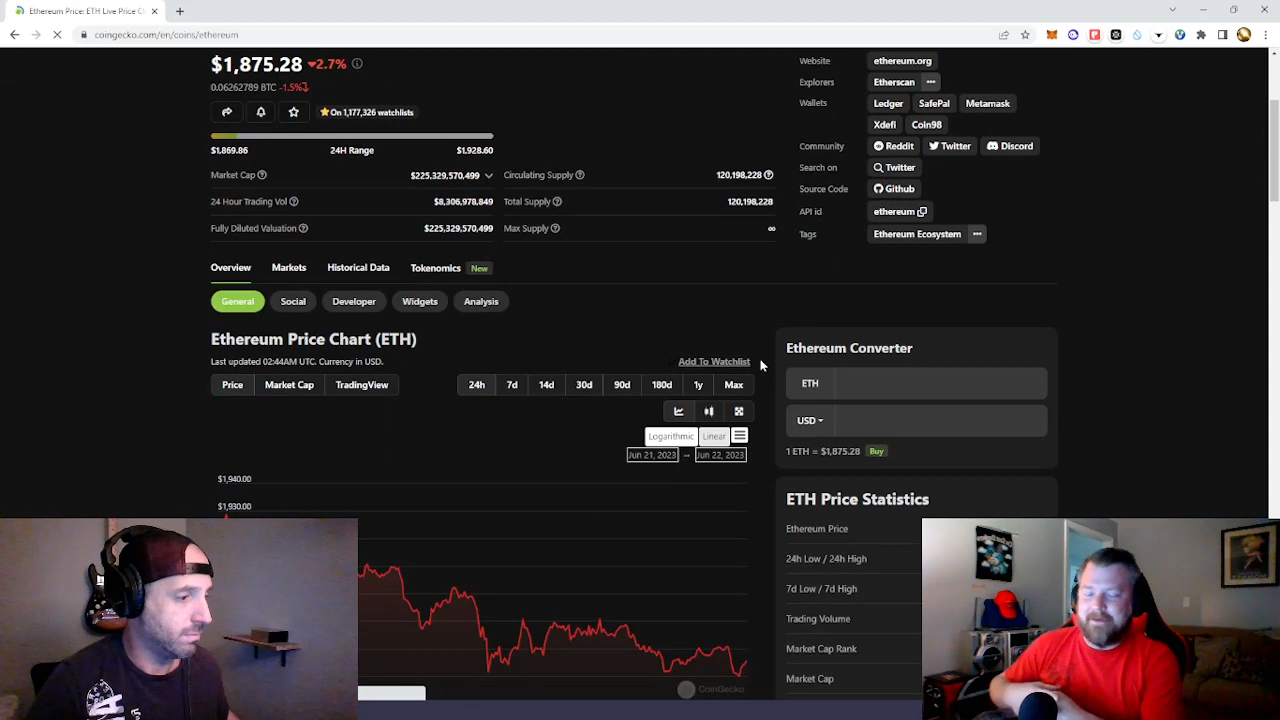 Ethereum Price: ETH Live Price C
coingecko.com/en/coins/ethereum
$1,875.28 2.7%
0.06262789 BTC -1.5%
On 1,177,326 watchlists
$1,869.86 24H Range $1,928.60
Market Cap $225,329,570,499
Circulating Supply 120,198,228
24 Hour Trading Vol $8,306,978,849
Total Supply 120,198,228
Fully Diluted Valuation $225,329,570,499
Max Supply ∞
Website ethereum.org
Explorers Etherscan
Wallets Ledger SafePal Metamask
Xdefi Coin98
Community Reddit Twitter Discord
Search on Twitter
Source Code Github
API id ethereum
Tags Ethereum Ecosystem
Overview Markets Historical Data Tokenomics New
General Social Developer Widgets Analysis
Ethereum Price Chart (ETH)
Last updated 02:44AM UTC. Currency in USD.
Add To Watchlist
Price Market Cap TradingView
24h 7d 14d 30d 90d 180d 1y Max
Logarithmic Linear
Jun 21, 2023 → Jun 22, 2023
$1,940.00
$1,930.00
CoinGecko
Ethereum Converter
ETH
USD
1 ETH = $1,875.28 Buy
ETH Price Statistics
Ethereum Price
24h Low / 24h High
7d Low / 7d High
Trading Volume
Market Cap Rank
Market Cap